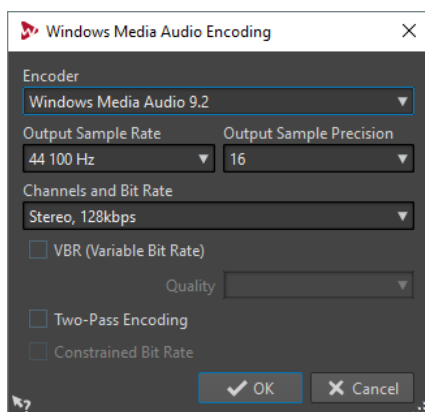 Windows Media Audio Encoding
Encoder
Windows Media Audio 9.2
Output Sample Rate Output Sample Precision
44 100 Hz 16
Channels and Bit Rate
Stereo, 128kbps
VBR (Variable Bit Rate)
Quality
Two-Pass Encoding
Constrained Bit Rate
OK Cancel
?